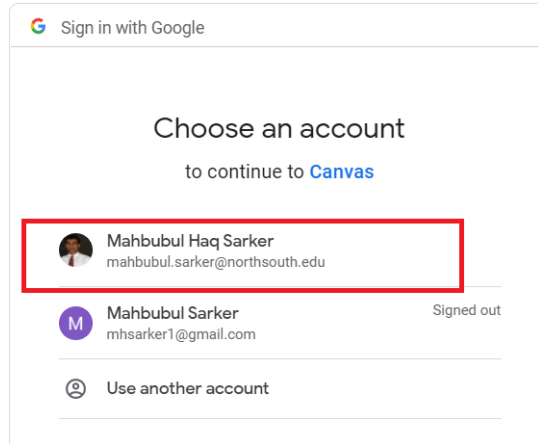 Sign in with Google
Choose an account
to continue to Canvas
Mahbubul Haq Sarker
mahbubul.sarker@northsouth.edu
Mahbubul Sarker
Signed out
M
mhsarker1@gmail.com
Use another account